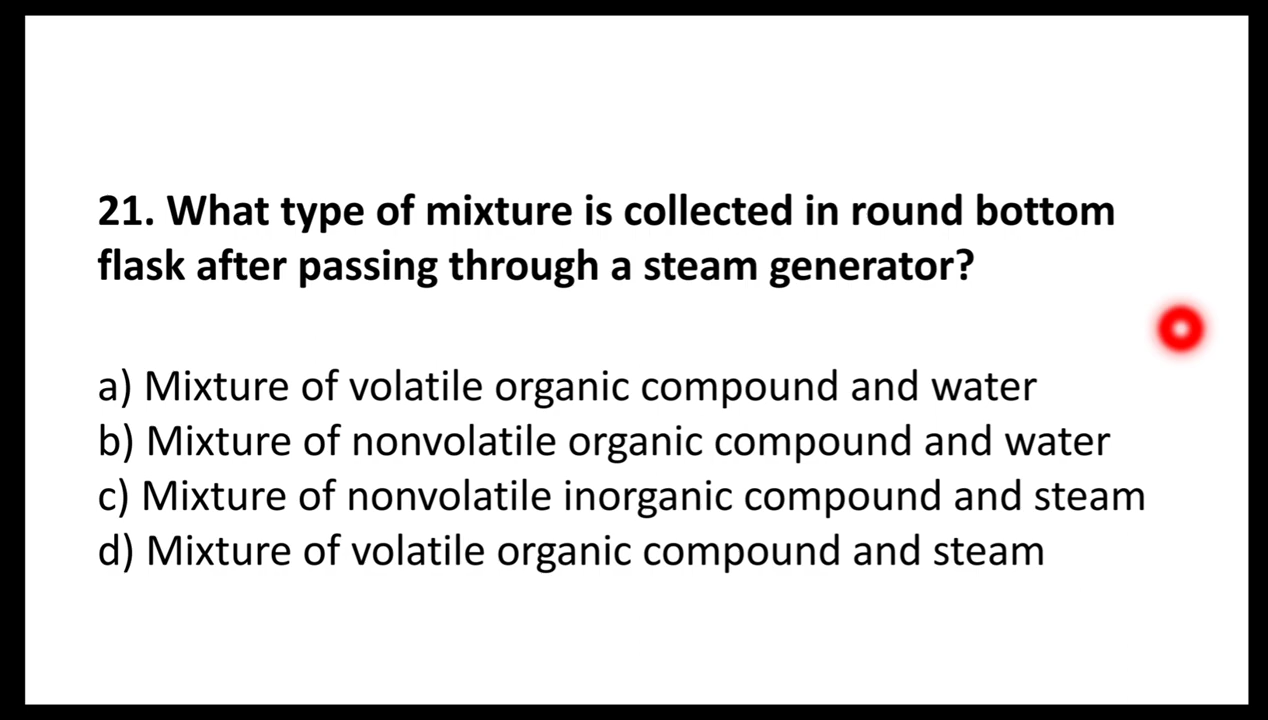 21. What type of mixture is collected in round bottom
flask after passing through a steam generator?
a) Mixture of volatile organic compound and water
b) Mixture of nonvolatile organic compound and water
c) Mixture of nonvolatile inorganic compound and steam
d) Mixture of volatile organic compound and steam